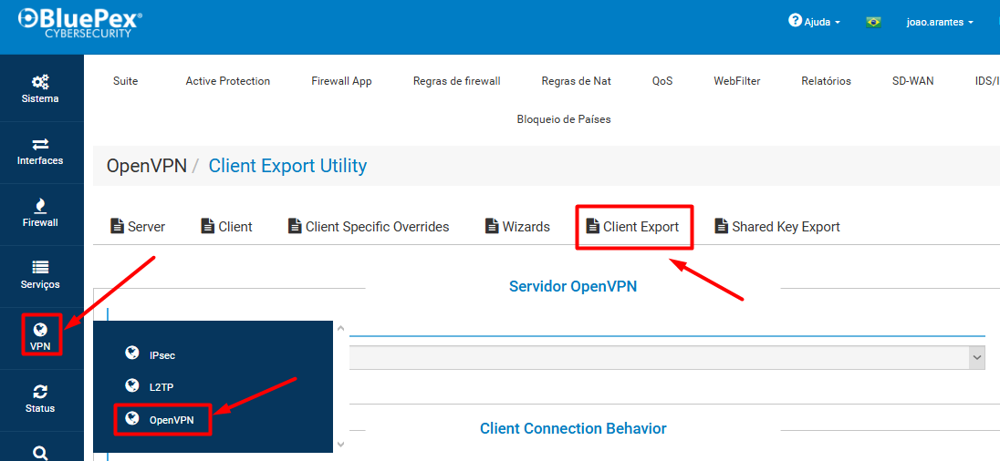 BluePex®
CYBERSECURITY
Ajuda
joao.arantes
Sistema
Interfaces
Firewall
Serviços
VPN
Status
Suite Active Protection Firewall App Regras de firewall Regras de Nat QoS WebFilter Relatórios SD-WAN IDS/I
Bloqueio de Países
OpenVPN / Client Export Utility
Server Client Client Specific Overrides Wizards Client Export Shared Key Export
Servidor OpenVPN
IPsec
L2TP
OpenVPN
Client Connection Behavior